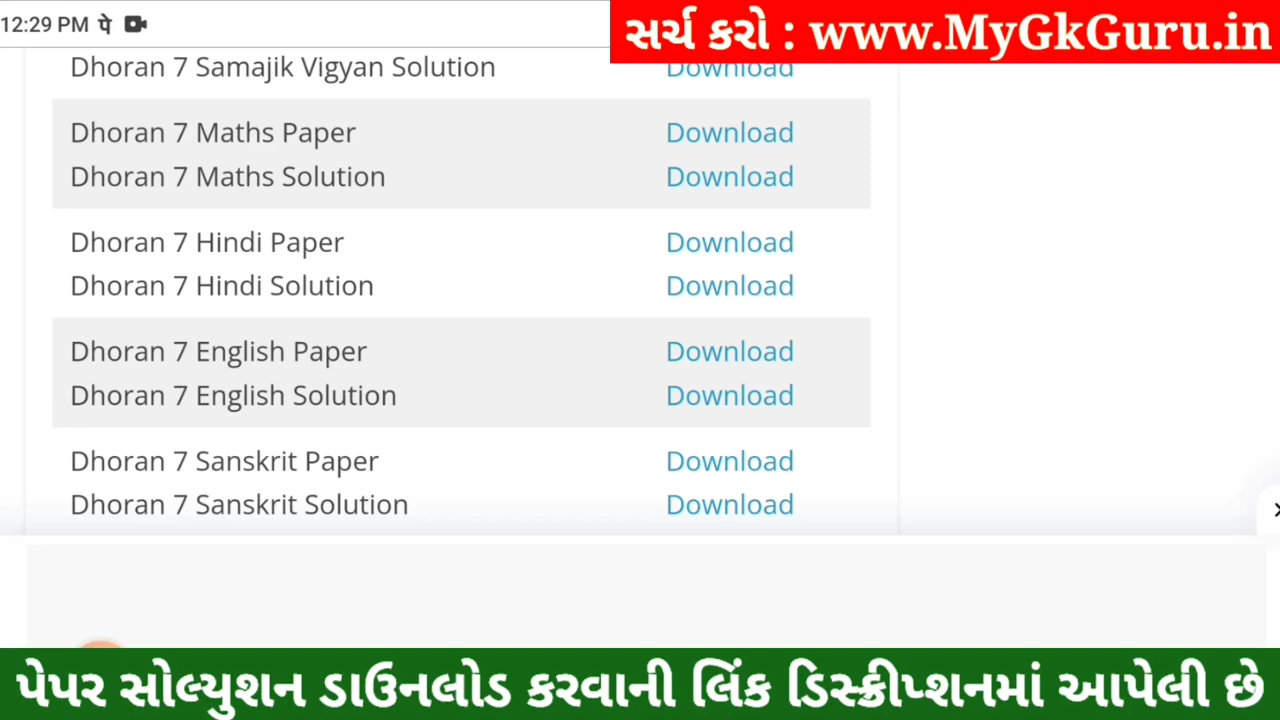 12:29 PM पे
સર્ચ કરો : www.MyGkGuru.in
Dhoran 7 Samajik Vigyan Solution Download
Dhoran 7 Maths Paper Download
Dhoran 7 Maths Solution Download
Dhoran 7 Hindi Paper Download
Dhoran 7 Hindi Solution Download
Dhoran 7 English Paper Download
Dhoran 7 English Solution Download
Dhoran 7 Sanskrit Paper Download
Dhoran 7 Sanskrit Solution Download
પેપર સોલ્યુશન ડાઉનલોડ કરવાની લિંક ડિસ્ક્રીપ્શનમાં આપેલી છે